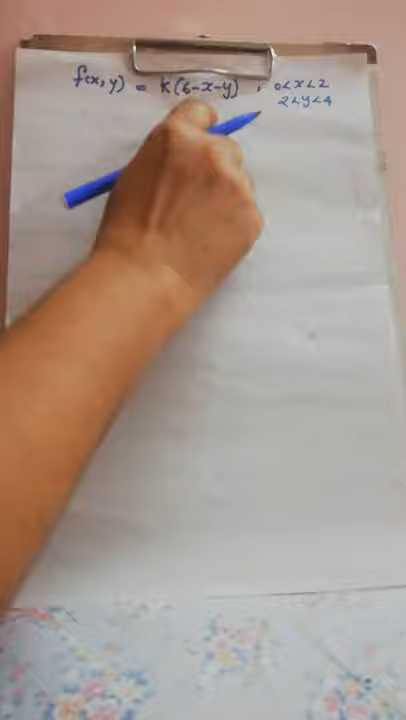 f(x,y) = k(6-x-y) , 0<x<2
2<y<4